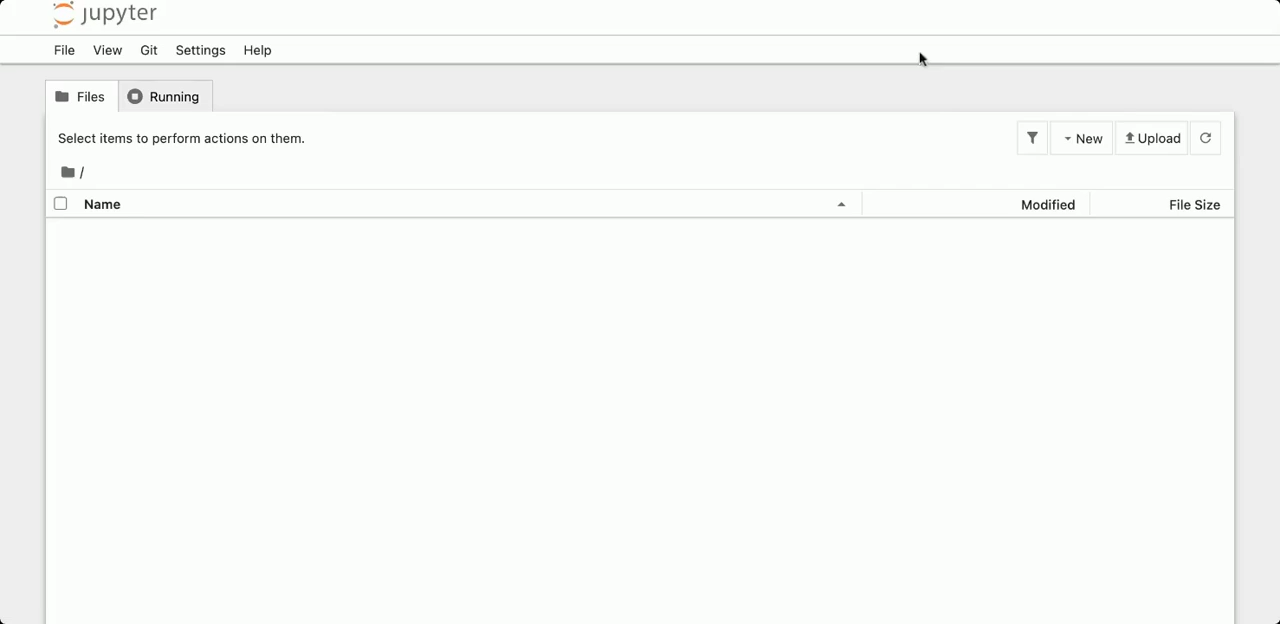 jupyter
File View Git Settings Help
Files Running
Select items to perform actions on them. New Upload
/
Name Modified File Size